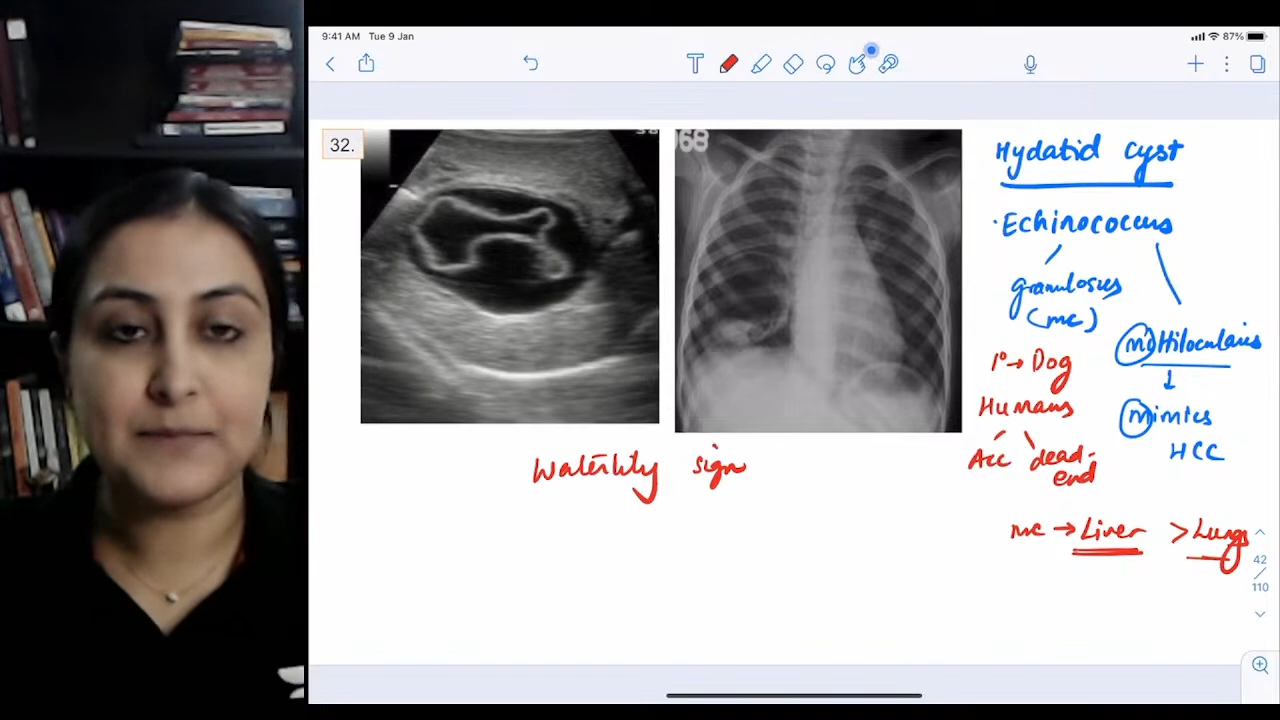 9:41 AM Tue 9 Jan
87%
32.
068
Hydatid cyst
Echinococcus
granulosus
(mc)
multilocularis
mimics
HCC
1° → Dog
Humans
Acc dead-
end
mc → Liver > Lungs
Waterlily sign
42
110